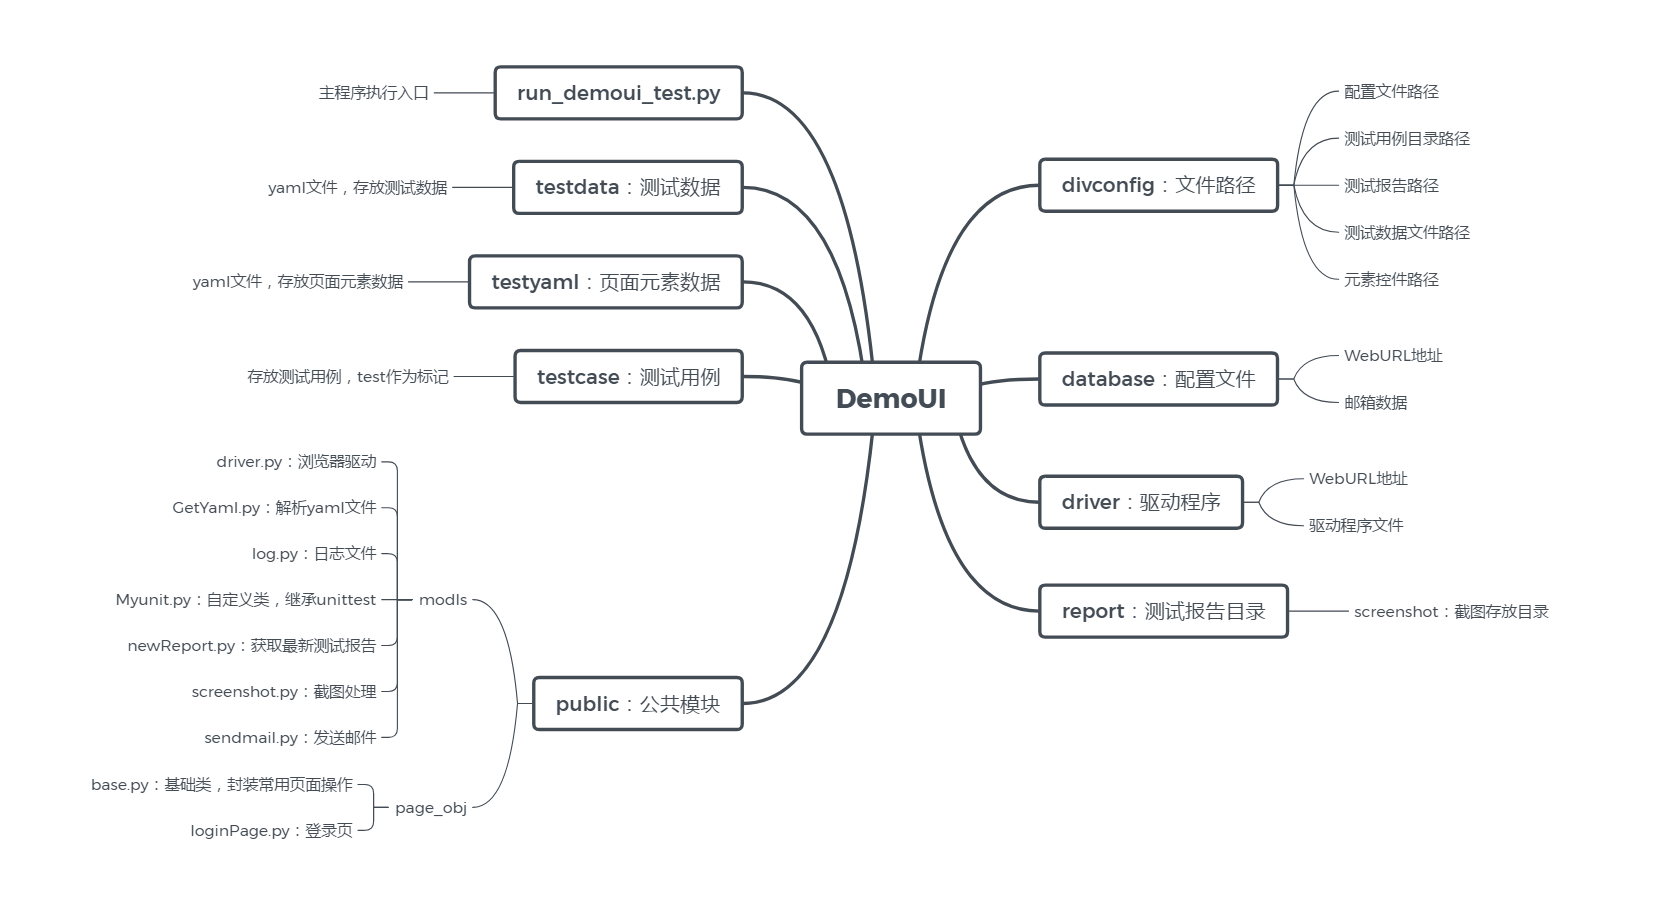 DemoUI
run_demoui_test.py
主程序执行入口
testdata：测试数据
yaml文件，存放测试数据
testyaml：页面元素数据
yaml文件，存放页面元素数据
testcase：测试用例
存放测试用例，test作为标记
public：公共模块
modls
driver.py：浏览器驱动
GetYaml.py：解析yaml文件
log.py：日志文件
Myunit.py：自定义类，继承unittest
newReport.py：获取最新测试报告
screenshot.py：截图处理
sendmail.py：发送邮件
page_obj
base.py：基础类，封装常用页面操作
loginPage.py：登录页
divconfig：文件路径
配置文件路径
测试用例目录路径
测试报告路径
测试数据文件路径
元素控件路径
database：配置文件
WebURL地址
邮箱数据
driver：驱动程序
WebURL地址
驱动程序文件
report：测试报告目录
screenshot：截图存放目录